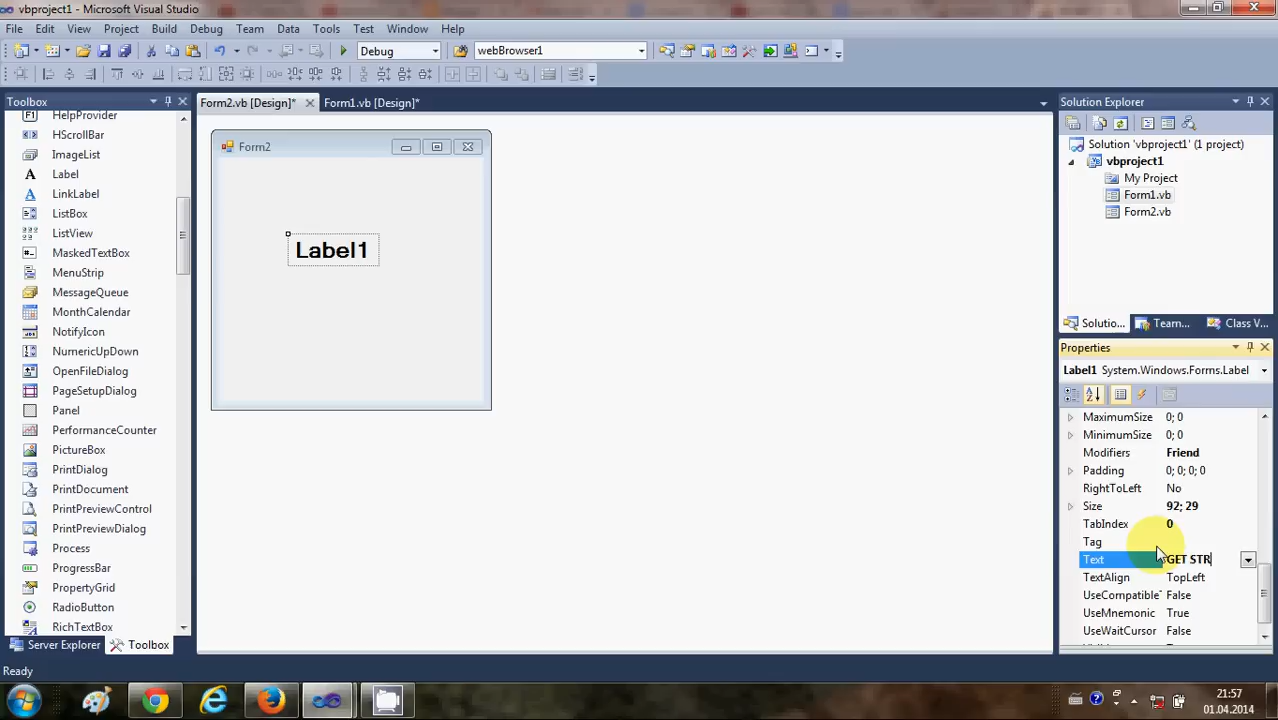 vbproject1 - Microsoft Visual Studio
File Edit View Project Build Debug Team Data Tools Test Window Help
Debug webBrowser1
Toolbox
HelpProvider
HScrollBar
ImageList
A Label
A LinkLabel
ListBox
ListView
MaskedTextBox
MenuStrip
MessageQueue
MonthCalendar
NotifyIcon
NumericUpDown
OpenFileDialog
PageSetupDialog
Panel
PerformanceCounter
PictureBox
PrintDialog
PrintDocument
PrintPreviewControl
PrintPreviewDialog
Process
ProgressBar
PropertyGrid
RadioButton
RichTextBox
Server Explorer Toolbox
Form2.vb [Design]* Form1.vb [Design]*
Form2
Label1
Solution Explorer
Solution 'vbproject1' (1 project)
vbproject1
My Project
Form1.vb
Form2.vb
Solutio... Team... Class V...
Properties
Label1 System.Windows.Forms.Label
MaximumSize 0; 0
MinimumSize 0; 0
Modifiers Friend
Padding 0; 0; 0; 0
RightToLeft No
Size 92; 29
TabIndex 0
Tag
Text GET STR
TextAlign TopLeft
UseCompatible False
UseMnemonic True
UseWaitCursor False
Ready
21:57
01.04.2014